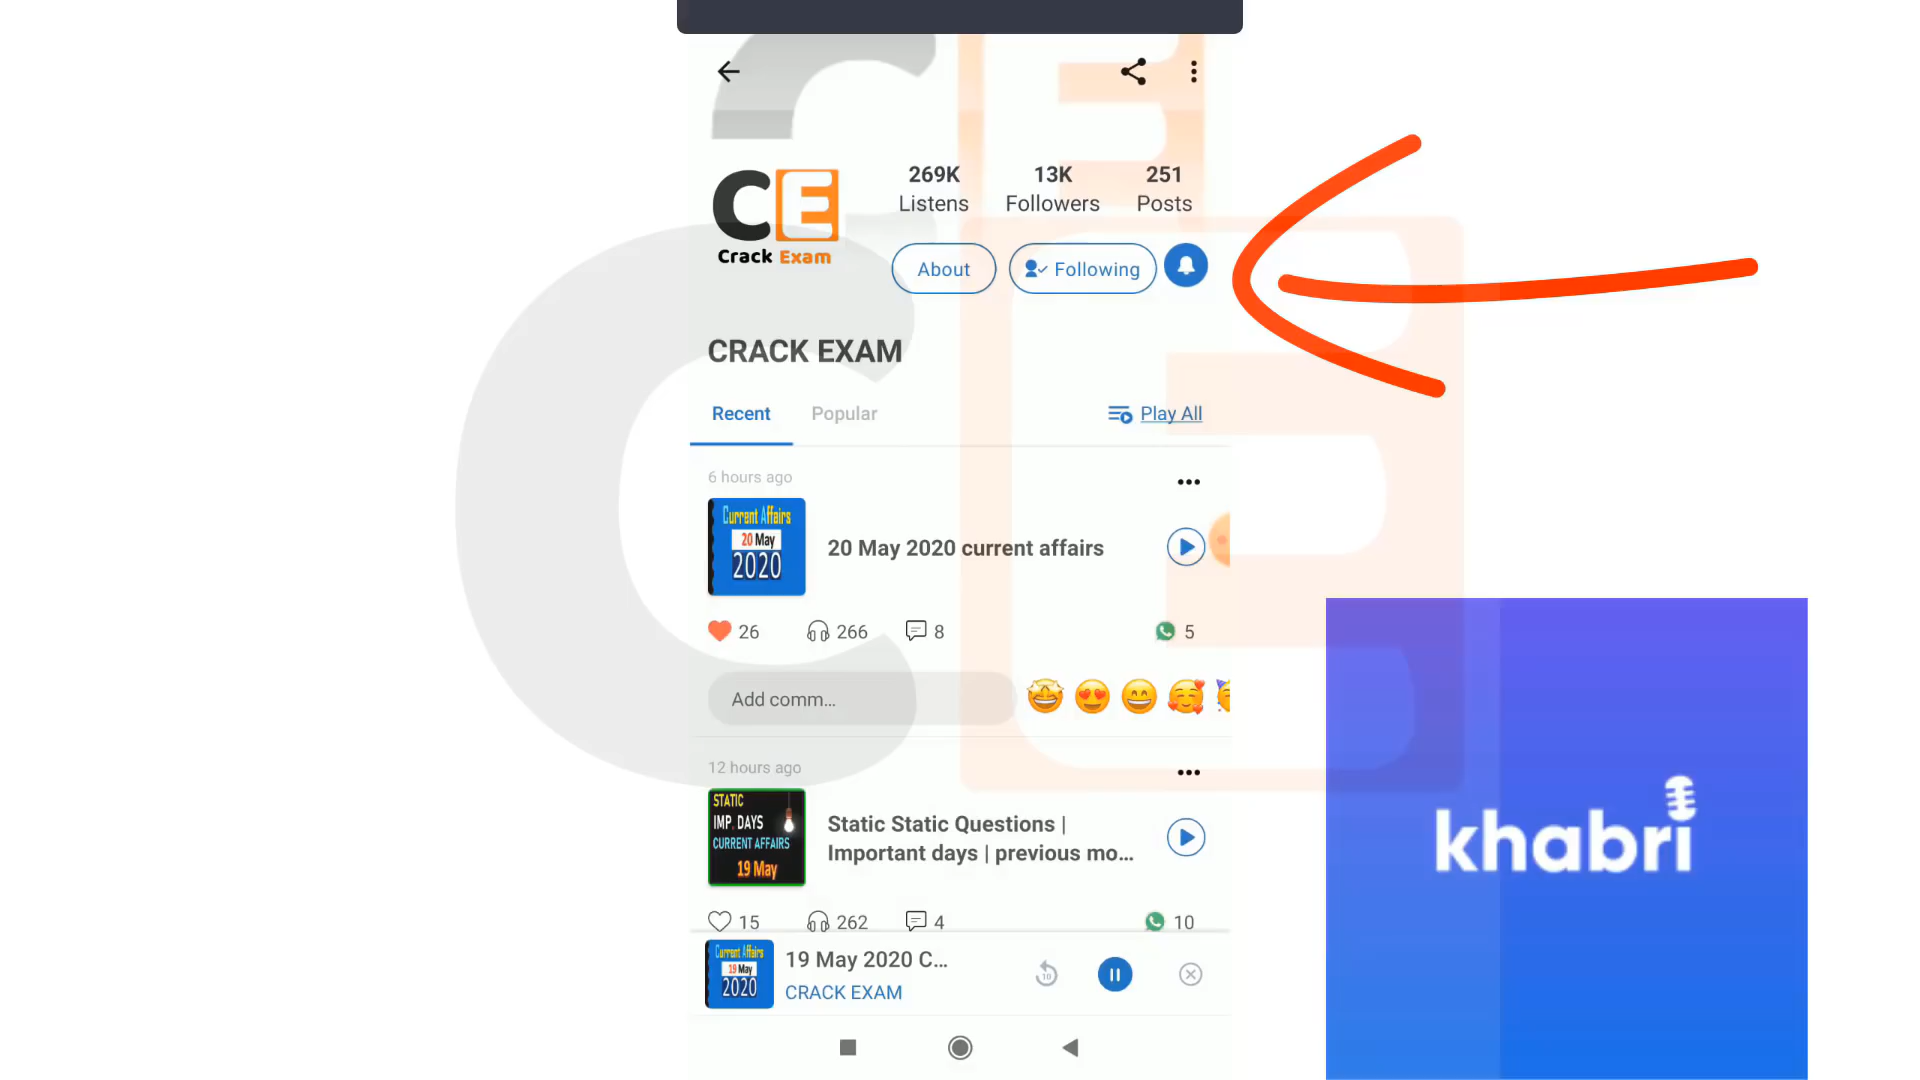 269K
Listens
13K
Followers
251
Posts
CE
Crack Exam
About
Following
CRACK EXAM
Recent
Popular
Play All
6 hours ago
Current Affairs
20 May
2020
20 May 2020 current affairs
26
266
8
5
Add comm...
12 hours ago
STATIC
IMP. DAYS
CURRENT AFFAIRS
19 May
Static Static Questions |
Important days | previous mo...
15
262
4
10
Current Affairs
19 May
2020
19 May 2020 C...
CRACK EXAM
10
khabri